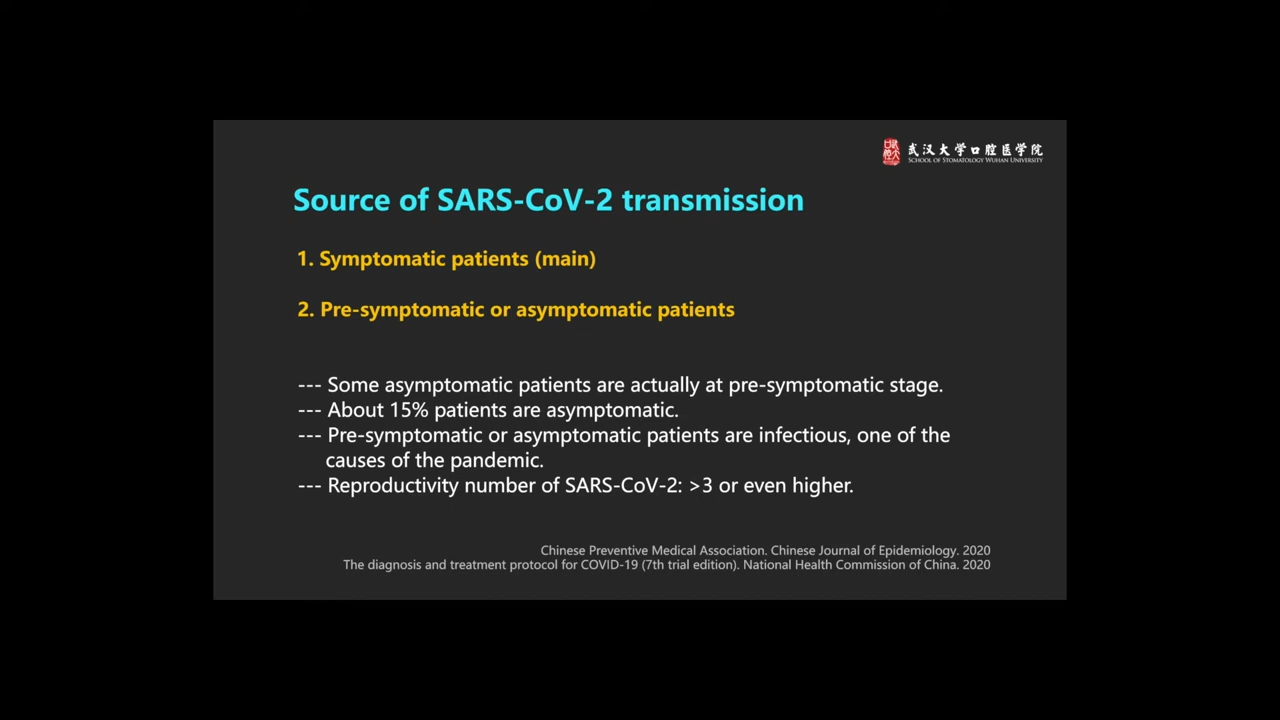 武汉大学口腔医学院
SCHOOL OF STOMATOLOGY WUHAN UNIVERSITY
Source of SARS-CoV-2 transmission
1. Symptomatic patients (main)
2. Pre-symptomatic or asymptomatic patients
--- Some asymptomatic patients are actually at pre-symptomatic stage.
--- About 15% patients are asymptomatic.
--- Pre-symptomatic or asymptomatic patients are infectious, one of the
causes of the pandemic.
--- Reproductivity number of SARS-CoV-2: >3 or even higher.
Chinese Preventive Medical Association. Chinese Journal of Epidemiology. 2020
The diagnosis and treatment protocol for COVID-19 (7th trial edition). National Health Commission of China. 2020